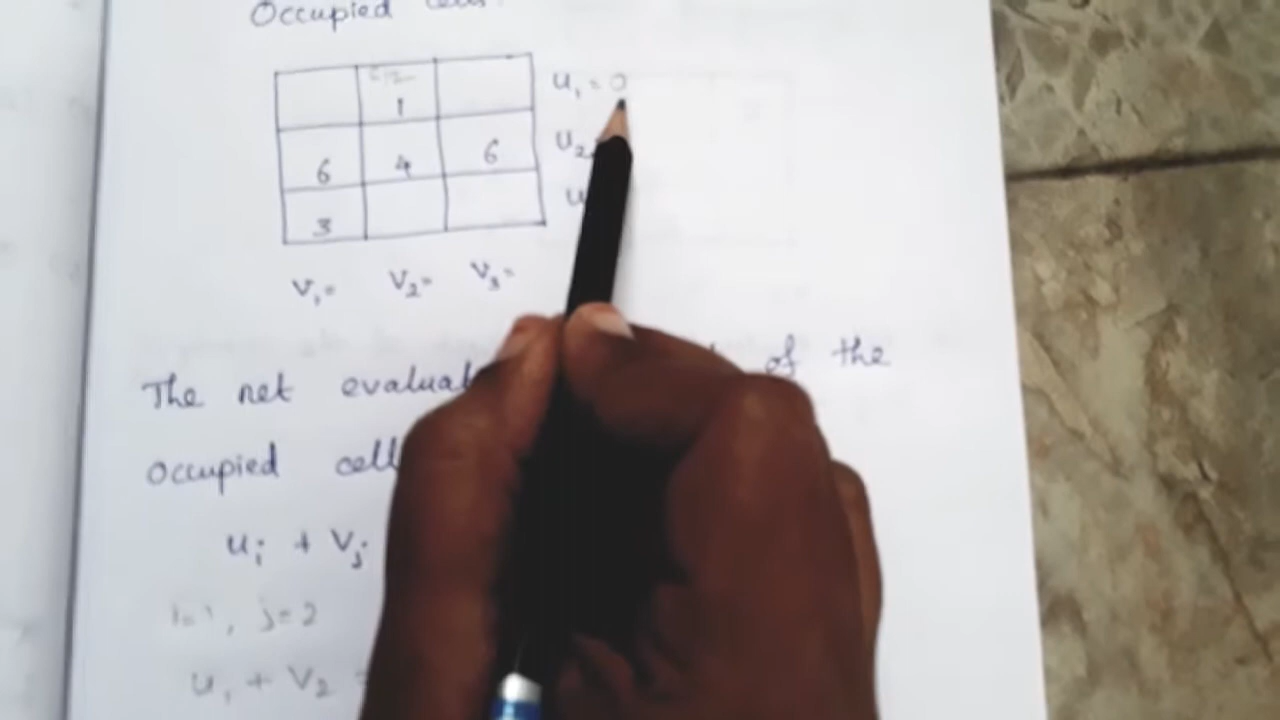 Occupied
C12
1 u₁ = 0
6 4 6 u₂
3 u
V₁= V₂= V₃=
The net of the
occupied cell
uᵢ + Vⱼ
i=1, j=2
u₁ + V₂ =